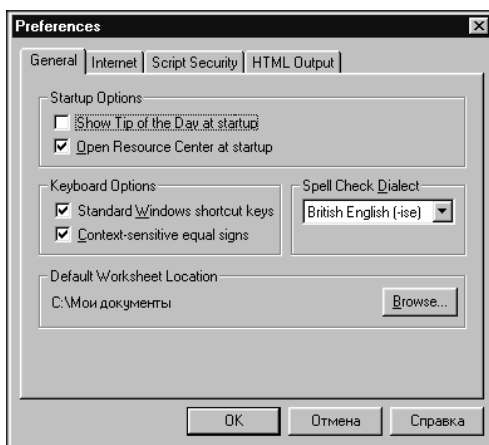 Preferences
General Internet Script Security HTML Output
Startup Options
Show Tip of the Day at startup
Open Resource Center at startup
Keyboard Options
Standard Windows shortcut keys
Context-sensitive equal signs
Spell Check Dialect
British English (-ise)
Default Worksheet Location
C:\Мои документы
Browse...
OK Отмена Справка